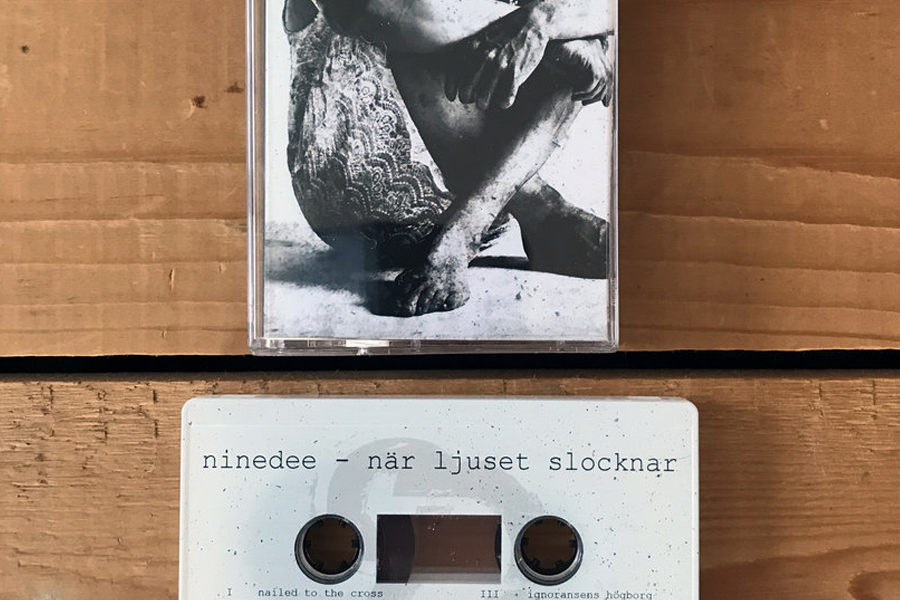 ninedee - när ljuset slocknar
I nailed to the cross III ignoransens högborg